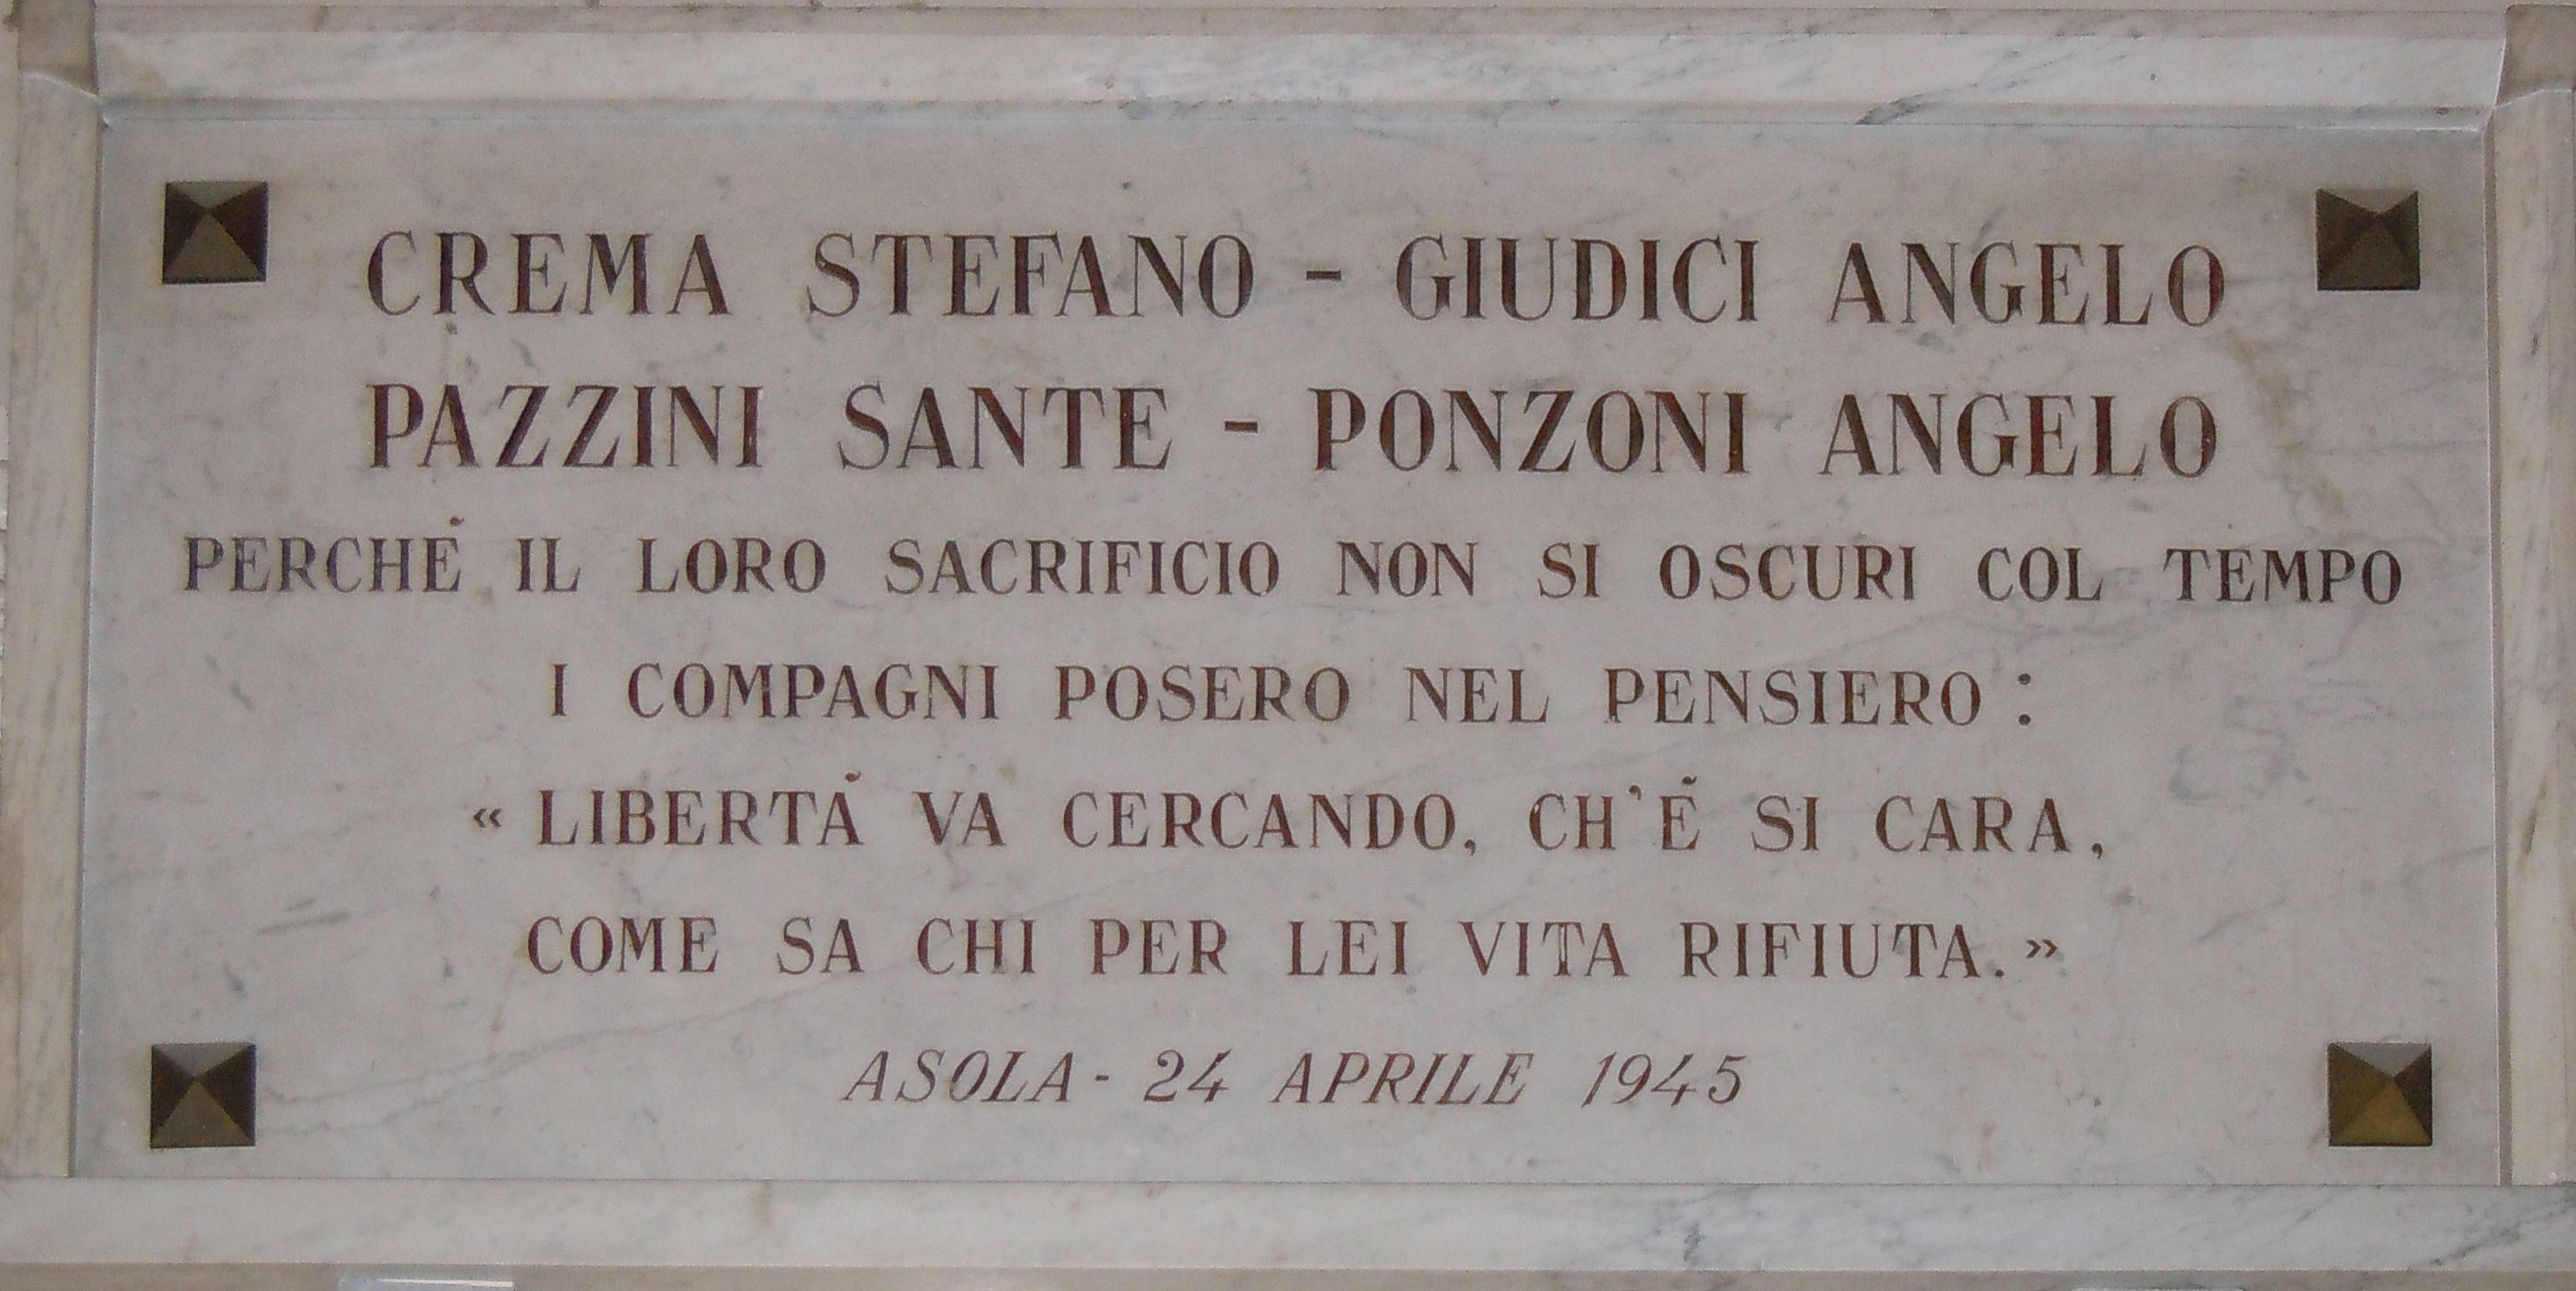 CREMA STEFANO - GIUDICI ANGELO
PAZZINI SANTE - PONZONI ANGELO
PERCHÉ IL LORO SACRIFICIO NON SI OSCURI COL TEMPO
I COMPAGNI POSERO NEL PENSIERO :
« LIBERTÁ VA CERCANDO, CH'É SI CARA,
COME SA CHI PER LEI VITA RIFIUTA. »
ASOLA - 24 APRILE 1945